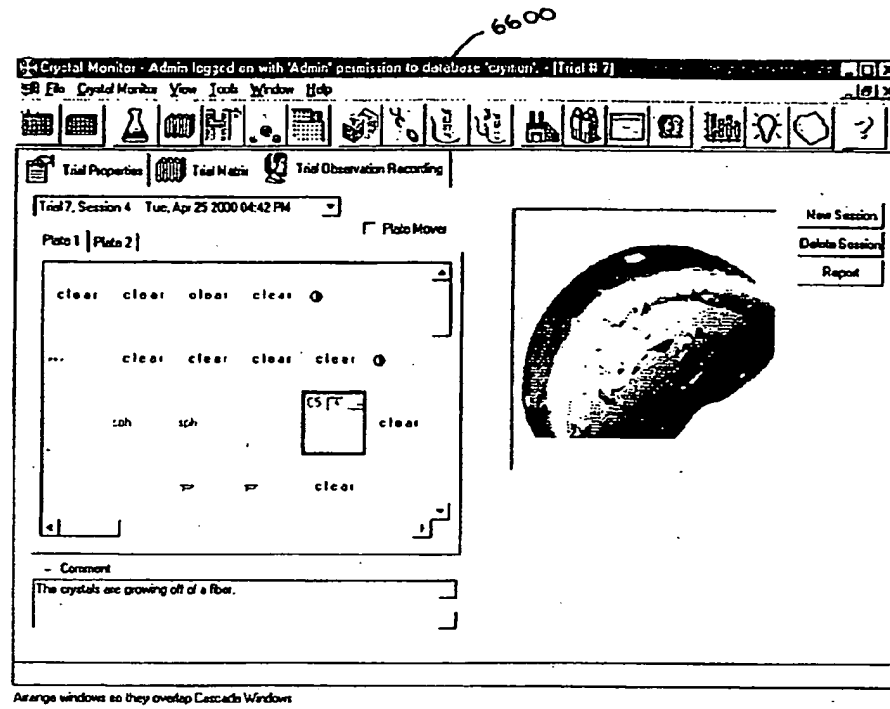 6600
Crystal Monitor - Admin logged on with 'Admin' permission to database 'crymon'. - [Trial # 7]
File Crystal Monitor View Tools Window Help
Trial Properties Trial Matrix Trial Observation Recording
Trial 7, Session 4 Tue, Apr 25 2000 04:42 PM
Plate Mover
New Session
Delete Session
Report
Plate 1 Plate 2
clear clear clear clear
clear clear clear clear
C5
sph sph clear
clear
Comment
The crystals are growing off of a fiber.
Arrange windows so they overlap Cascade Windows